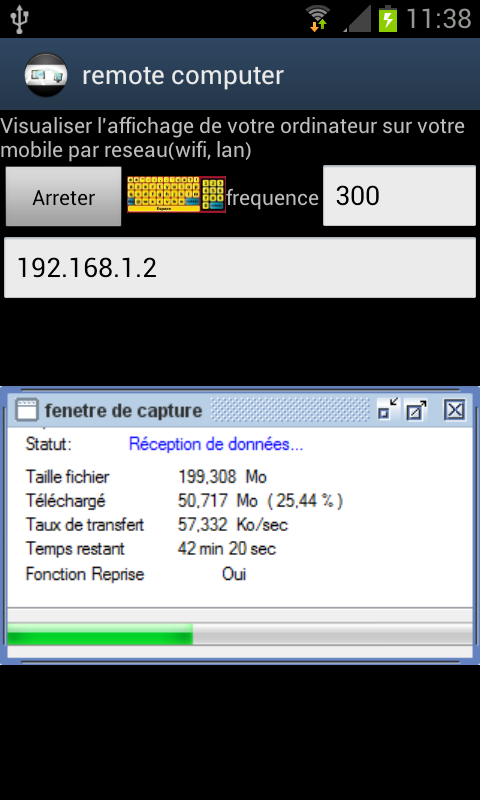 11:38
remote computer
Visualiser l'affichage de votre ordinateur sur votre
mobile par reseau(wifi, lan)
Arreter frequence 300
192.168.1.2
fenetre de capture
Statut: Réception de données...
Taille fichier 199,308 Mo
Téléchargé 50,717 Mo ( 25,44 % )
Taux de transfert 57,332 Ko/sec
Temps restant 42 min 20 sec
Fonction Reprise Oui